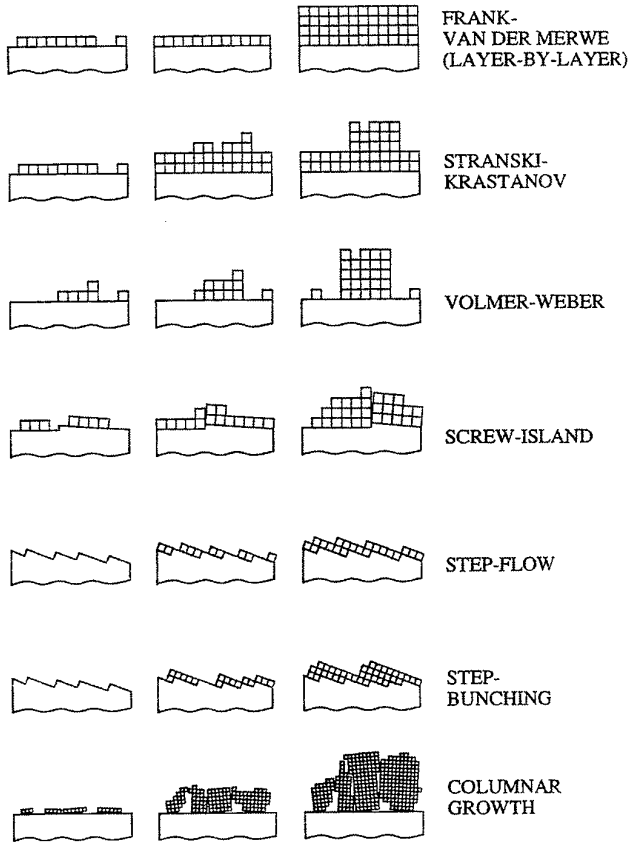 FRANK-
VAN DER MERWE
(LAYER-BY-LAYER)
STRANSKI-
KRASTANOV
VOLMER-WEBER
SCREW-ISLAND
STEP-FLOW
STEP-
BUNCHING
COLUMNAR
GROWTH